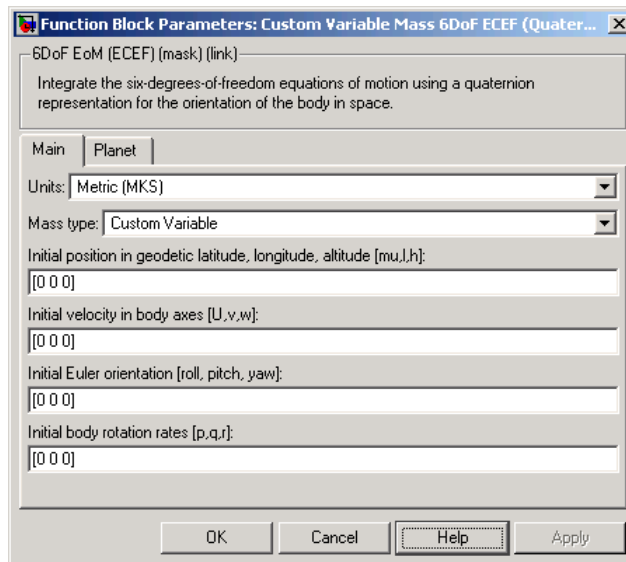 Function Block Parameters: Custom Variable Mass 6DoF ECEF (Quater...
6DoF EoM (ECEF) (mask) (link)
Integrate the six-degrees-of-freedom equations of motion using a quaternion
representation for the orientation of the body in space.
Main Planet
Units: Metric (MKS)
Mass type: Custom Variable
Initial position in geodetic latitude, longitude, altitude [mu,l,h]:
[0 0 0]
Initial velocity in body axes [U,v,w]:
[0 0 0]
Initial Euler orientation [roll, pitch, yaw]:
[0 0 0]
Initial body rotation rates [p,q,r]:
[0 0 0]
OK Cancel Help Apply